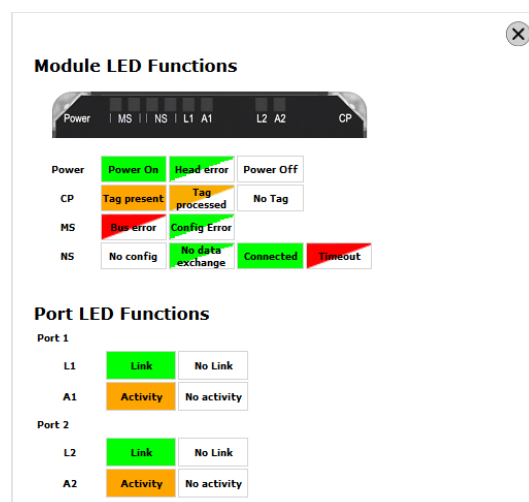 Module LED Functions
Power | MS | | NS | L1 A1 L2 A2 CP
Power Power On Head error Power Off
CP Tag present Tag processed No Tag
MS Bus error Config Error
NS No config No data exchange Connected Timeout
Port LED Functions
Port 1
L1 Link No Link
A1 Activity No activity
Port 2
L2 Link No Link
A2 Activity No activity